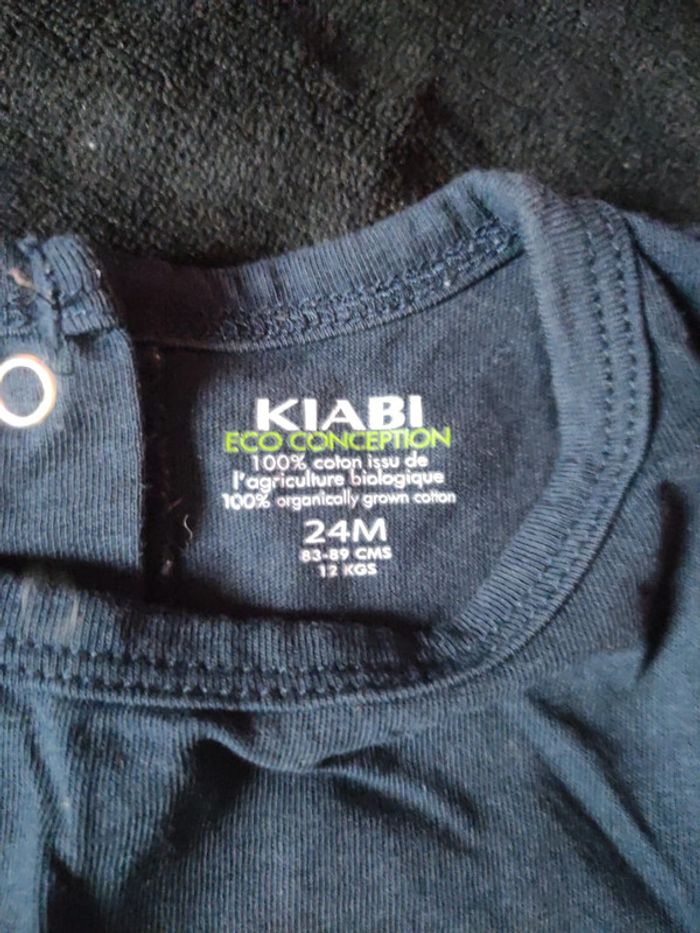 KIABI
ECO CONCEPTION
100% coton issu de
l'agriculture biologique
100% organically grown cotton
24M
83-89 CMS
12 KGS